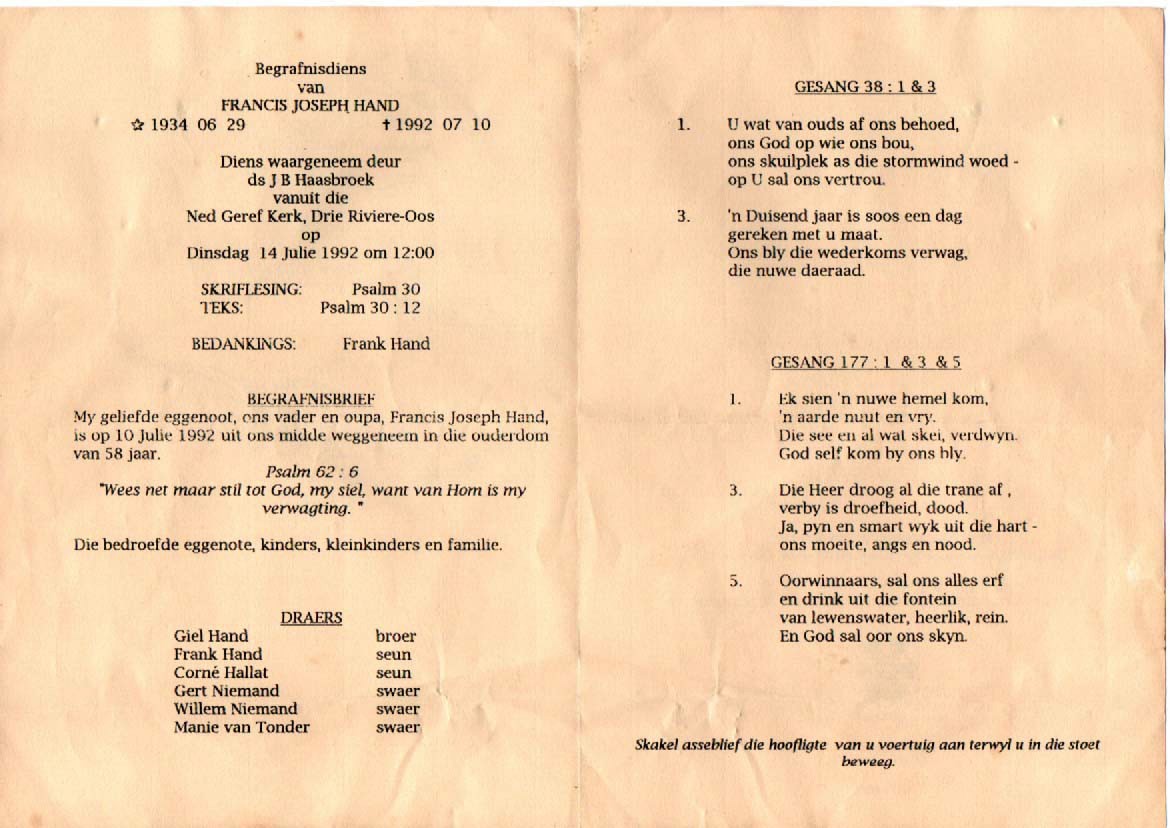 Begrafnisdiens
van
FRANCIS JOSEPH HAND
☆ 1934 06 29 † 1992 07 10
Diens waargeneem deur
ds J B Haasbroek
vanuit die
Ned Geref Kerk, Drie Riviere-Oos
op
Dinsdag 14 Julie 1992 om 12:00
SKRIFLESING: Psalm 30
TEKS: Psalm 30 : 12
BEDANKINGS: Frank Hand
BEGRAFNISBRIEF
My geliefde eggenoot, ons vader en oupa, Francis Joseph Hand,
is op 10 Julie 1992 uit ons midde weggeneem in die ouderdom
van 58 jaar.
Psalm 62 : 6
"Wees net maar stil tot God, my siel, want van Hom is my
verwagting. "
Die bedroefde eggenote, kinders, kleinkinders en familie.
DRAERS
Giel Hand broer
Frank Hand seun
Corné Hallat seun
Gert Niemand swaer
Willem Niemand swaer
Manie van Tonder swaer
GESANG 38 : 1 & 3
1. U wat van ouds af ons behoed,
ons God op wie ons bou,
ons skuilplek as die stormwind woed -
op U sal ons vertrou.
3. 'n Duisend jaar is soos een dag
gereken met u maat.
Ons bly die wederkoms verwag,
die nuwe daeraad.
GESANG 177 : 1 & 3 & 5
1. Ek sien 'n nuwe hemel kom,
'n aarde nuut en vry.
Die see en al wat skei, verdwyn.
God self kom by ons bly.
3. Die Heer droog al die trane af ,
verby is droefheid, dood.
Ja, pyn en smart wyk uit die hart -
ons moeite, angs en nood.
5. Oorwinnaars, sal ons alles erf
en drink uit die fontein
van lewenswater, heerlik, rein.
En God sal oor ons skyn.
Skakel asseblief die hoofligte van u voertuig aan terwyl u in die stoet
beweeg.